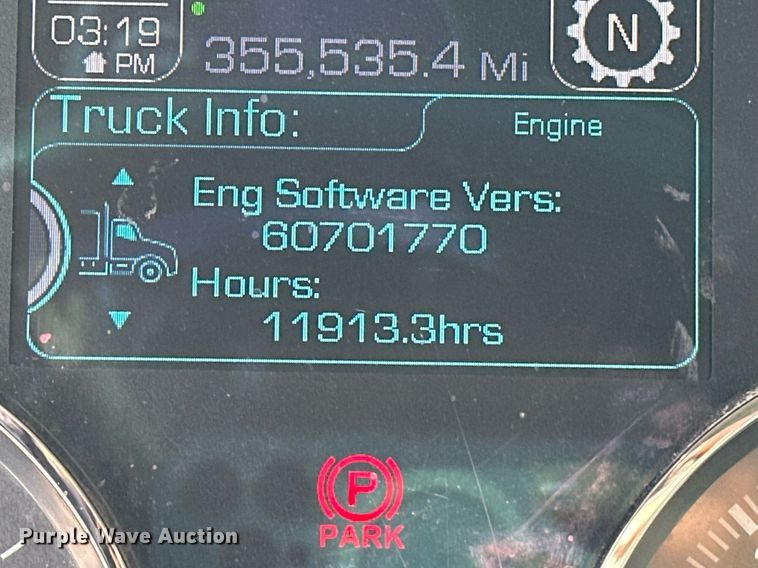 03:19
PM
355,535.4 Mi
N
Truck Info:
Engine
Eng Software Vers:
60701770
Hours:
11913.3hrs
P
PARK
Purple Wave Auction